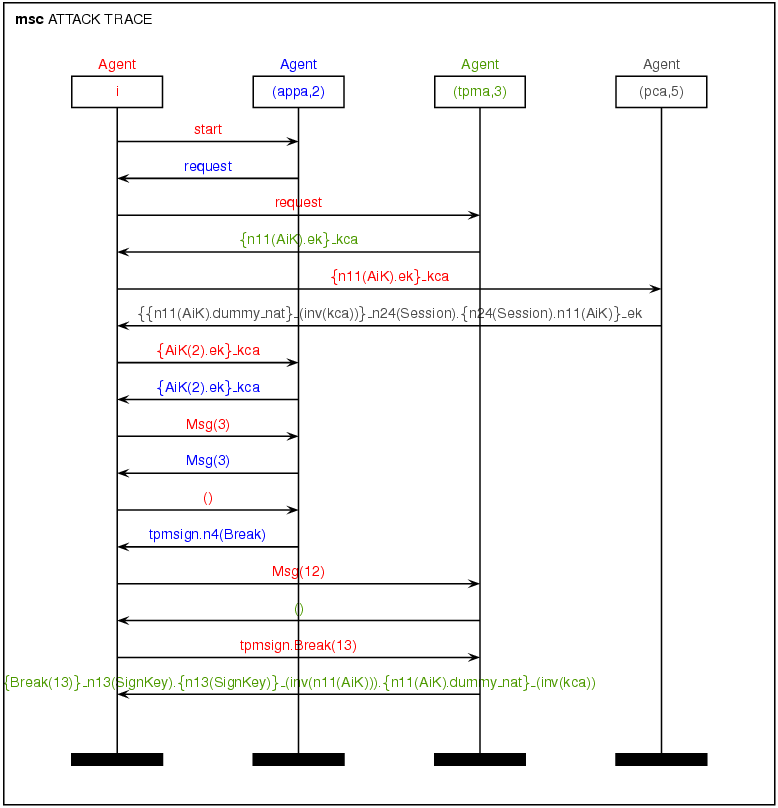 msc ATTACK TRACE
Agent Agent Agent Agent
i (appa,2) (tpma,3) (pca,5)
start
request
request
{n11(AiK).ek}_kca
{n11(AiK).ek}_kca
{{n11(AiK).dummy_nat}_(inv(kca))}_n24(Session).{n24(Session).n11(AiK)}_ek
{AiK(2).ek}_kca
{AiK(2).ek}_kca
Msg(3)
Msg(3)
()
tpmsign.n4(Break)
Msg(12)
()
tpmsign.Break(13)
{Break(13)}_n13(SignKey).{n13(SignKey)}_(inv(n11(AiK))).{n11(AiK).dummy_nat}_(inv(kca))